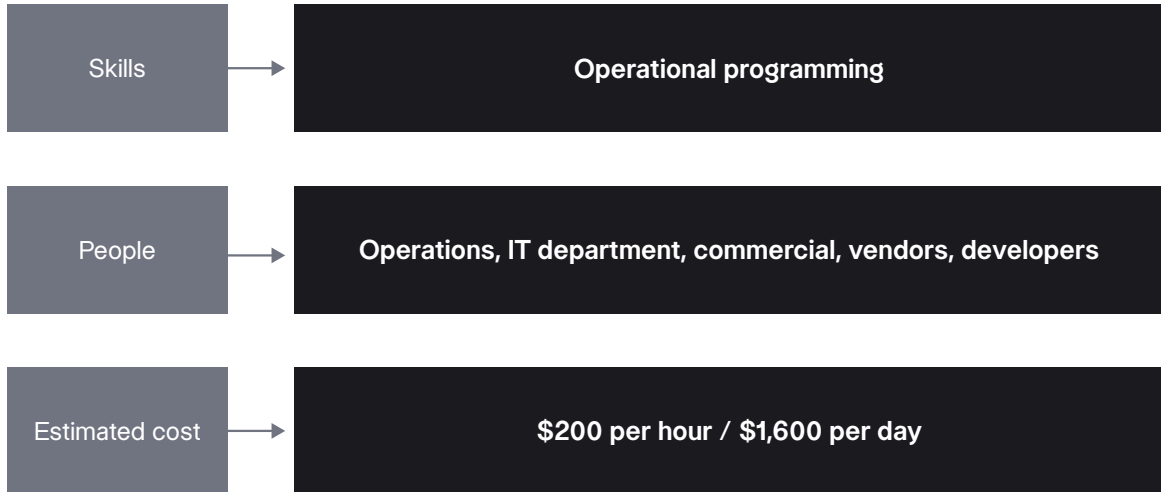 Skills
Operational programming
People
Operations, IT department, commercial, vendors, developers
Estimated cost
$200 per hour / $1,600 per day